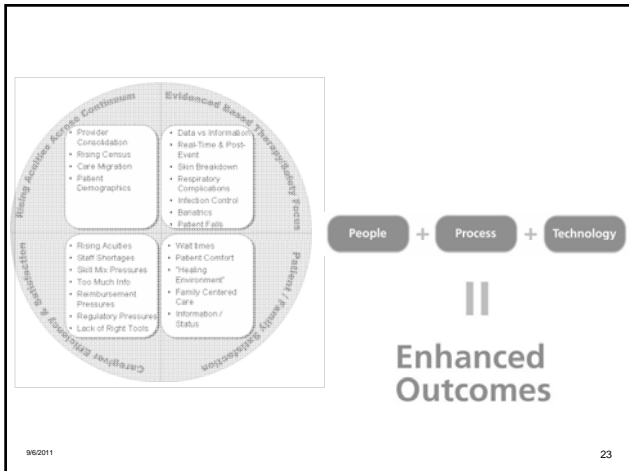 Rising Acuities Across Continuum
Evidenced Based Therapy/Safety Focus
• Provider
Consolidation
• Rising Census
• Care Migration
• Patient
Demographics
• Data vs Information
• Real-Time & Post-
Event
• Skin Breakdown
• Respiratory
Complications
• Infection Control
• Bariatrics
• Patient Falls
• Rising Acuities
• Staff Shortages
• Skill Mix Pressures
• Too Much Info
• Reimbursement
Pressures
• Regulatory Pressures
• Lack of Right Tools
• Wait times
• Patient Comfort
• "Healing
Environment"
• Family Centered
Care
• Information /
Status
Caregiver Efficiency & Satisfaction
Patient / Family Satisfaction
People + Process + Technology
=
Enhanced
Outcomes
9/6/2011
23